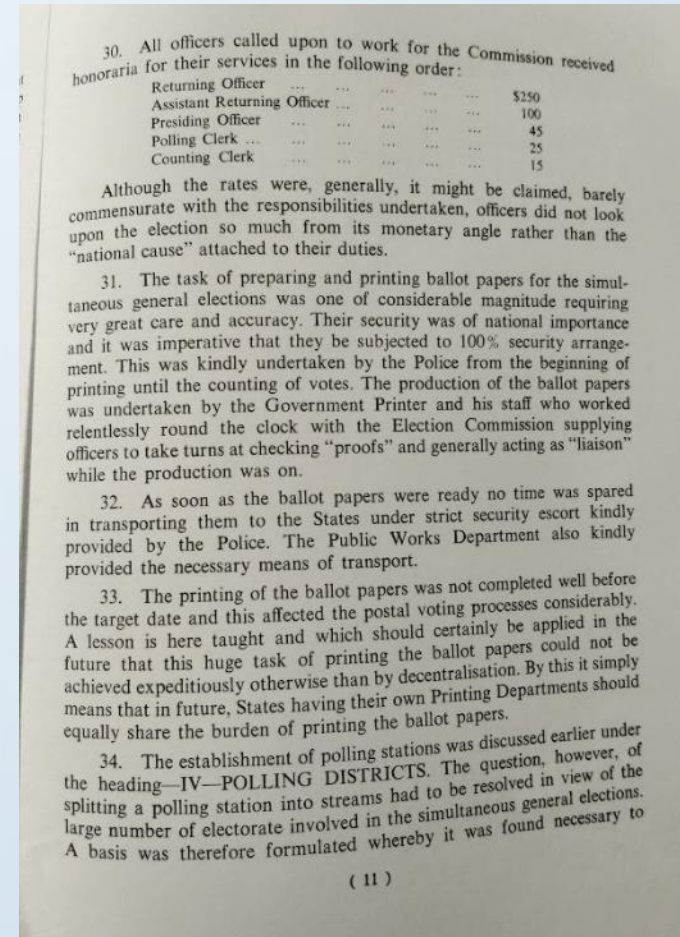 30. All officers called upon to work for the Commission received
honoraria for their services in the following order:
Returning Officer ... ... ... ... ... $250
Assistant Returning Officer ... ... ... ... ... 100
Presiding Officer ... ... ... ... ... 45
Polling Clerk ... ... ... ... ... 25
Counting Clerk ... ... ... ... ... 15
Although the rates were, generally, it might be claimed, barely
commensurate with the responsibilities undertaken, officers did not look
upon the election so much from its monetary angle rather than the
“national cause” attached to their duties.
31. The task of preparing and printing ballot papers for the simul-
taneous general elections was one of considerable magnitude requiring
very great care and accuracy. Their security was of national importance
and it was imperative that they be subjected to 100% security arrange-
ment. This was kindly undertaken by the Police from the beginning of
printing until the counting of votes. The production of the ballot papers
was undertaken by the Government Printer and his staff who worked
relentlessly round the clock with the Election Commission supplying
officers to take turns at checking “proofs” and generally acting as “liaison”
while the production was on.
32. As soon as the ballot papers were ready no time was spared
in transporting them to the States under strict security escort kindly
provided by the Police. The Public Works Department also kindly
provided the necessary means of transport.
33. The printing of the ballot papers was not completed well before
the target date and this affected the postal voting processes considerably.
A lesson is here taught and which should certainly be applied in the
future that this huge task of printing the ballot papers could not be
achieved expeditiously otherwise than by decentralisation. By this it simply
means that in future, States having their own Printing Departments should
equally share the burden of printing the ballot papers.
34. The establishment of polling stations was discussed earlier under
the heading—IV—POLLING DISTRICTS. The question, however, of
splitting a polling station into streams had to be resolved in view of the
large number of electorate involved in the simultaneous general elections.
A basis was therefore formulated whereby it was found necessary to
( 11 )